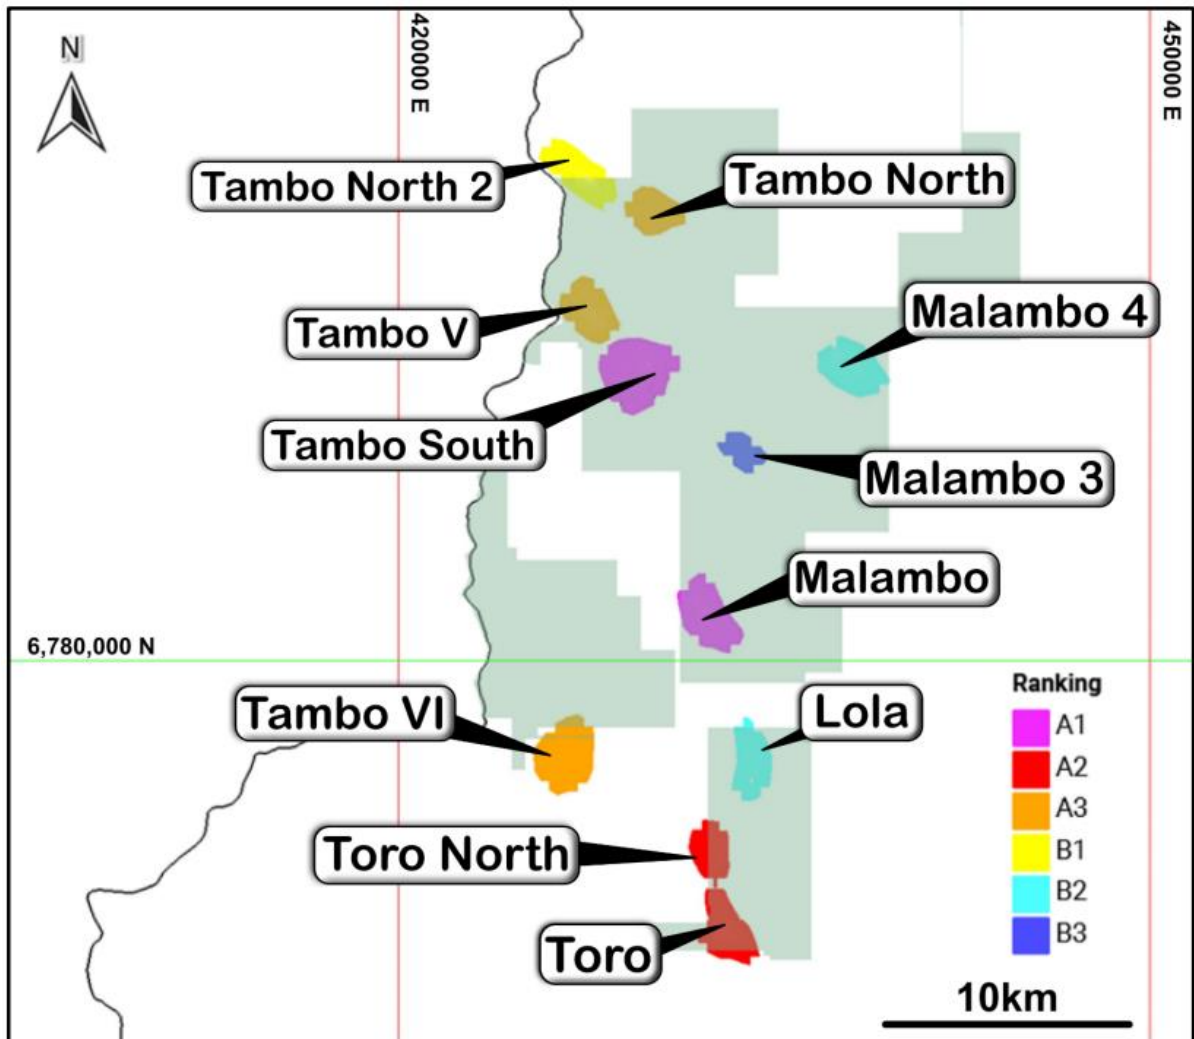 N
420000 E
450000 E
Tambo North 2
Tambo North
Tambo V
Malambo 4
Tambo South
Malambo 3
Malambo
6,780,000 N
Tambo VI
Lola
Toro North
Toro
Ranking
A1
A2
A3
B1
B2
B3
10km